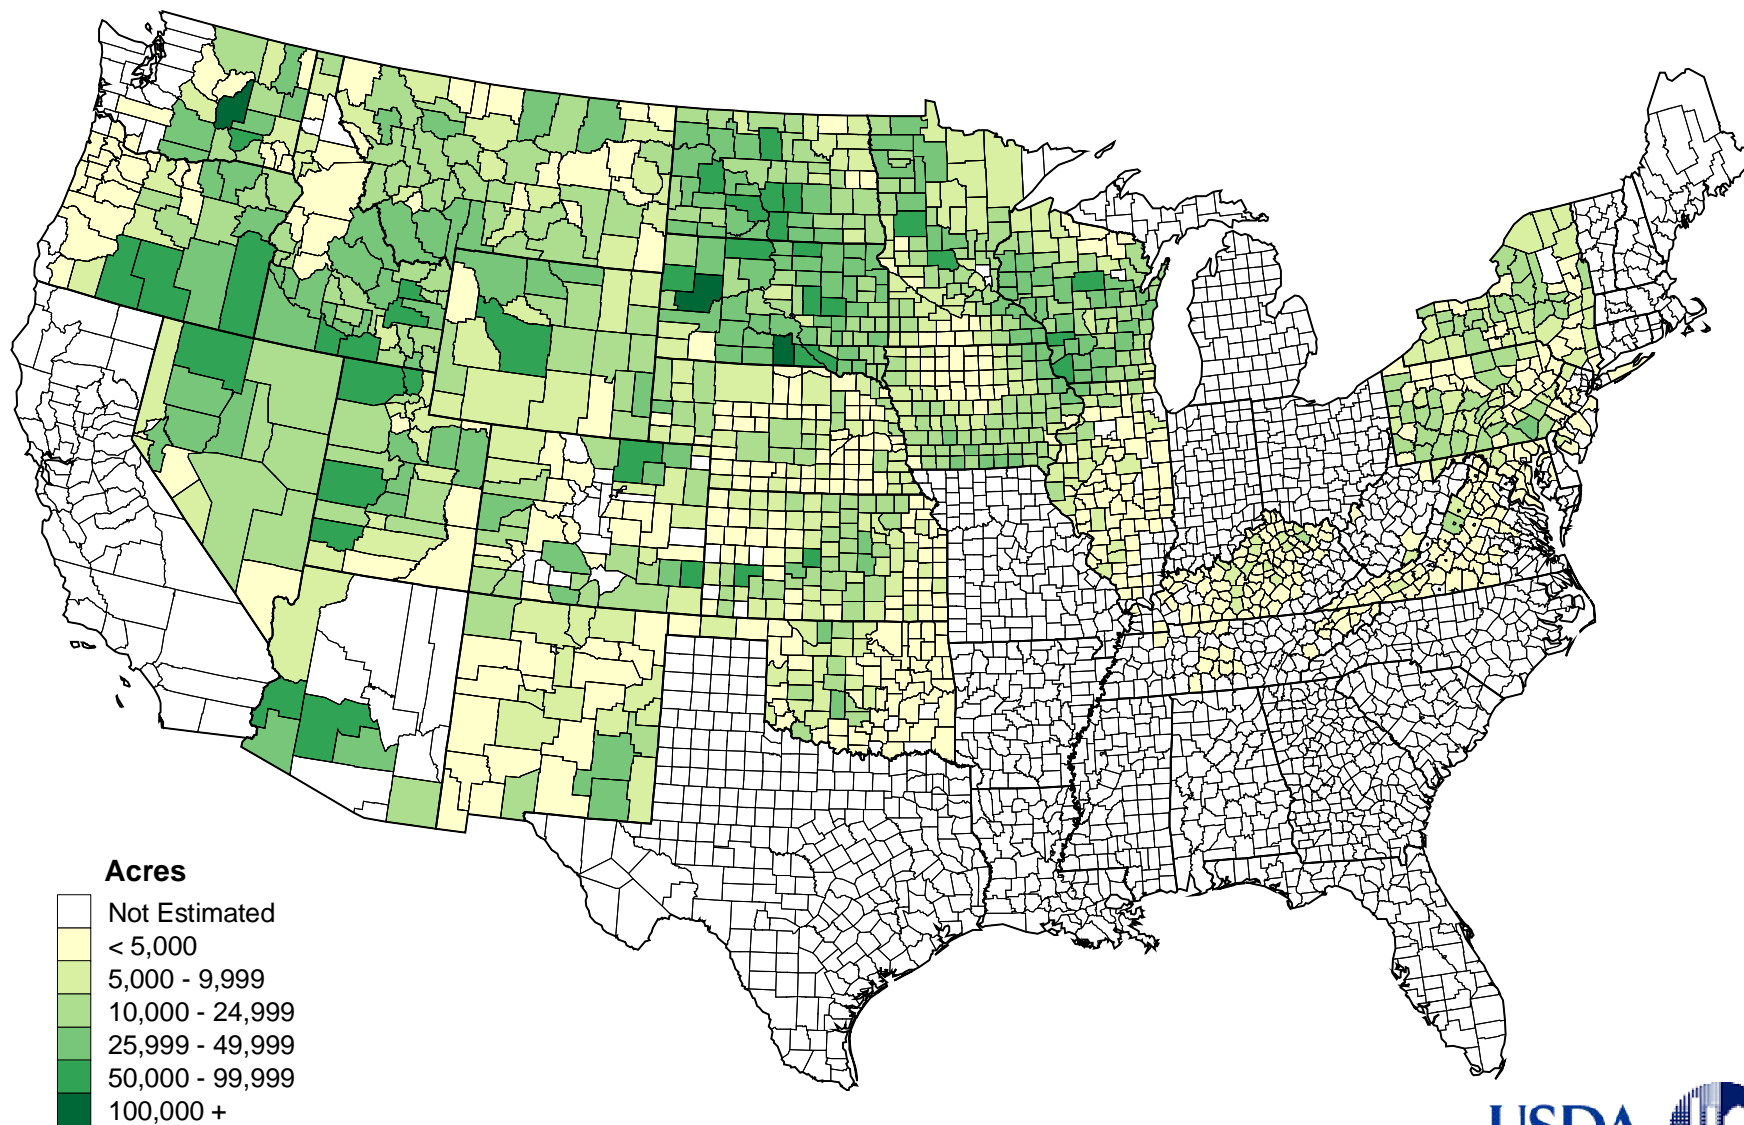 Acres
Not Estimated
< 5,000
5,000 - 9,999
10,000 - 24,999
25,999 - 49,999
50,000 - 99,999
100,000 +
USDA